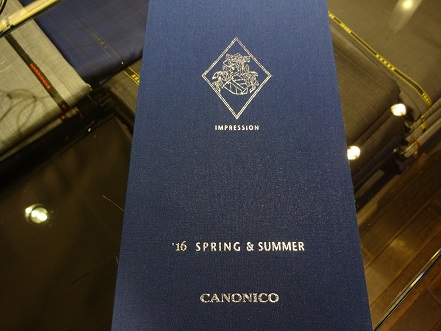 IMPRESSION
'16 SPRING & SUMMER
CANONICO